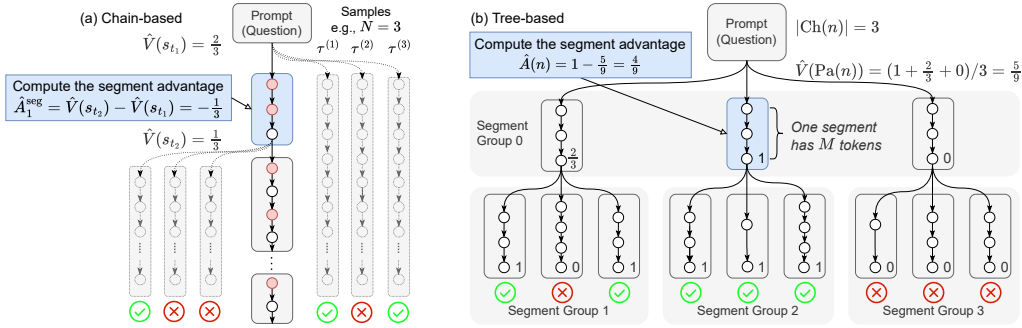 (a) Chain-based
Prompt
(Question)
Samples
e.g., N = 3
τ⁽¹⁾ τ⁽²⁾ τ⁽³⁾
V̂(s_{t₁}) = 2/3
Compute the segment advantage
Â₁^{seg} = V̂(s_{t₂}) − V̂(s_{t₁}) = −1/3
V̂(s_{t₂}) = 1/3
(b) Tree-based
Prompt
(Question)
|Ch(n)| = 3
Compute the segment advantage
Â(n) = 1 − 5/9 = 4/9
V̂(Pa(n)) = (1 + 2/3 + 0)/3 = 5/9
Segment
Group 0
One segment
has M tokens
2/3
1
0
1
0
1
1
1
1
0
0
0
Segment Group 1
Segment Group 2
Segment Group 3